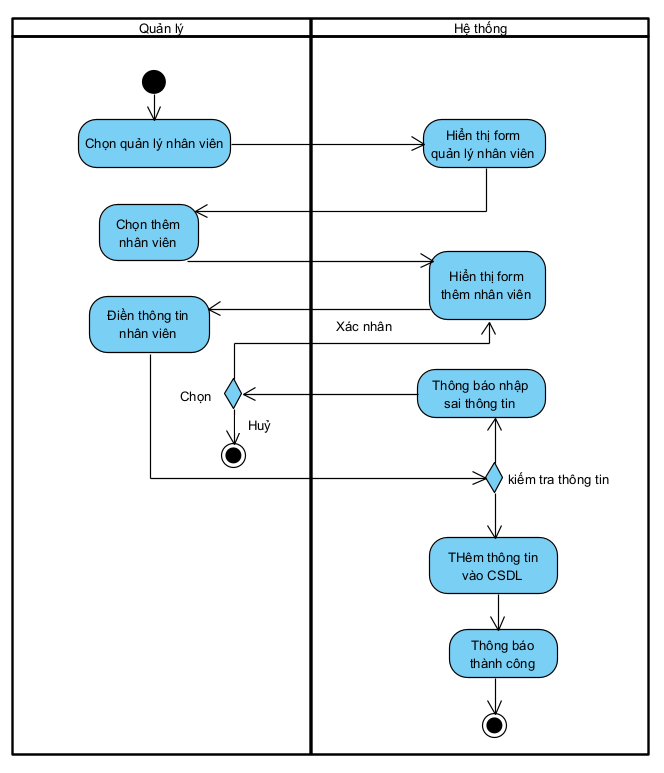 Quản lý
Hệ thống
Chọn quản lý nhân viên
Hiển thị form
quản lý nhân viên
Chọn thêm
nhân viên
Hiển thị form
thêm nhân viên
Điền thông tin
nhân viên
Xác nhân
Thông báo nhập
sai thông tin
Chọn
Huỷ
kiếm tra thông tin
THêm thông tin
vào CSDL
Thông báo
thành công